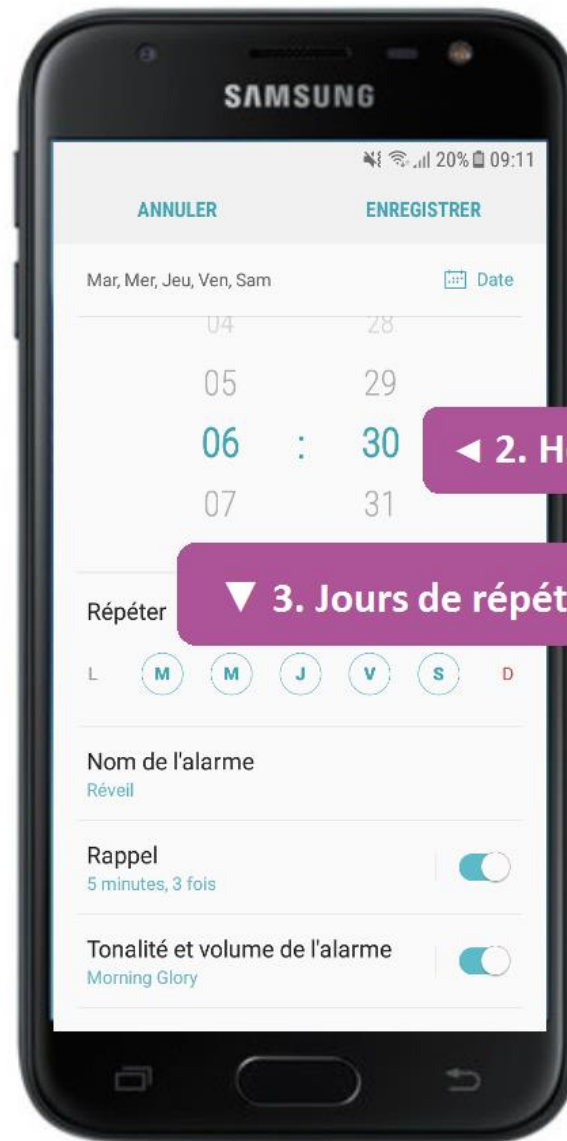 SAMSUNG
20% 09:11
ANNULER ENREGISTRER
Mar, Mer, Jeu, Ven, Sam Date
04 28
05 29
06 : 30
◄ 2. H
07 31
Répéter
▼ 3. Jours de répét
L M M J V S D
Nom de l'alarme
Réveil
Rappel
5 minutes, 3 fois
Tonalité et volume de l'alarme
Morning Glory